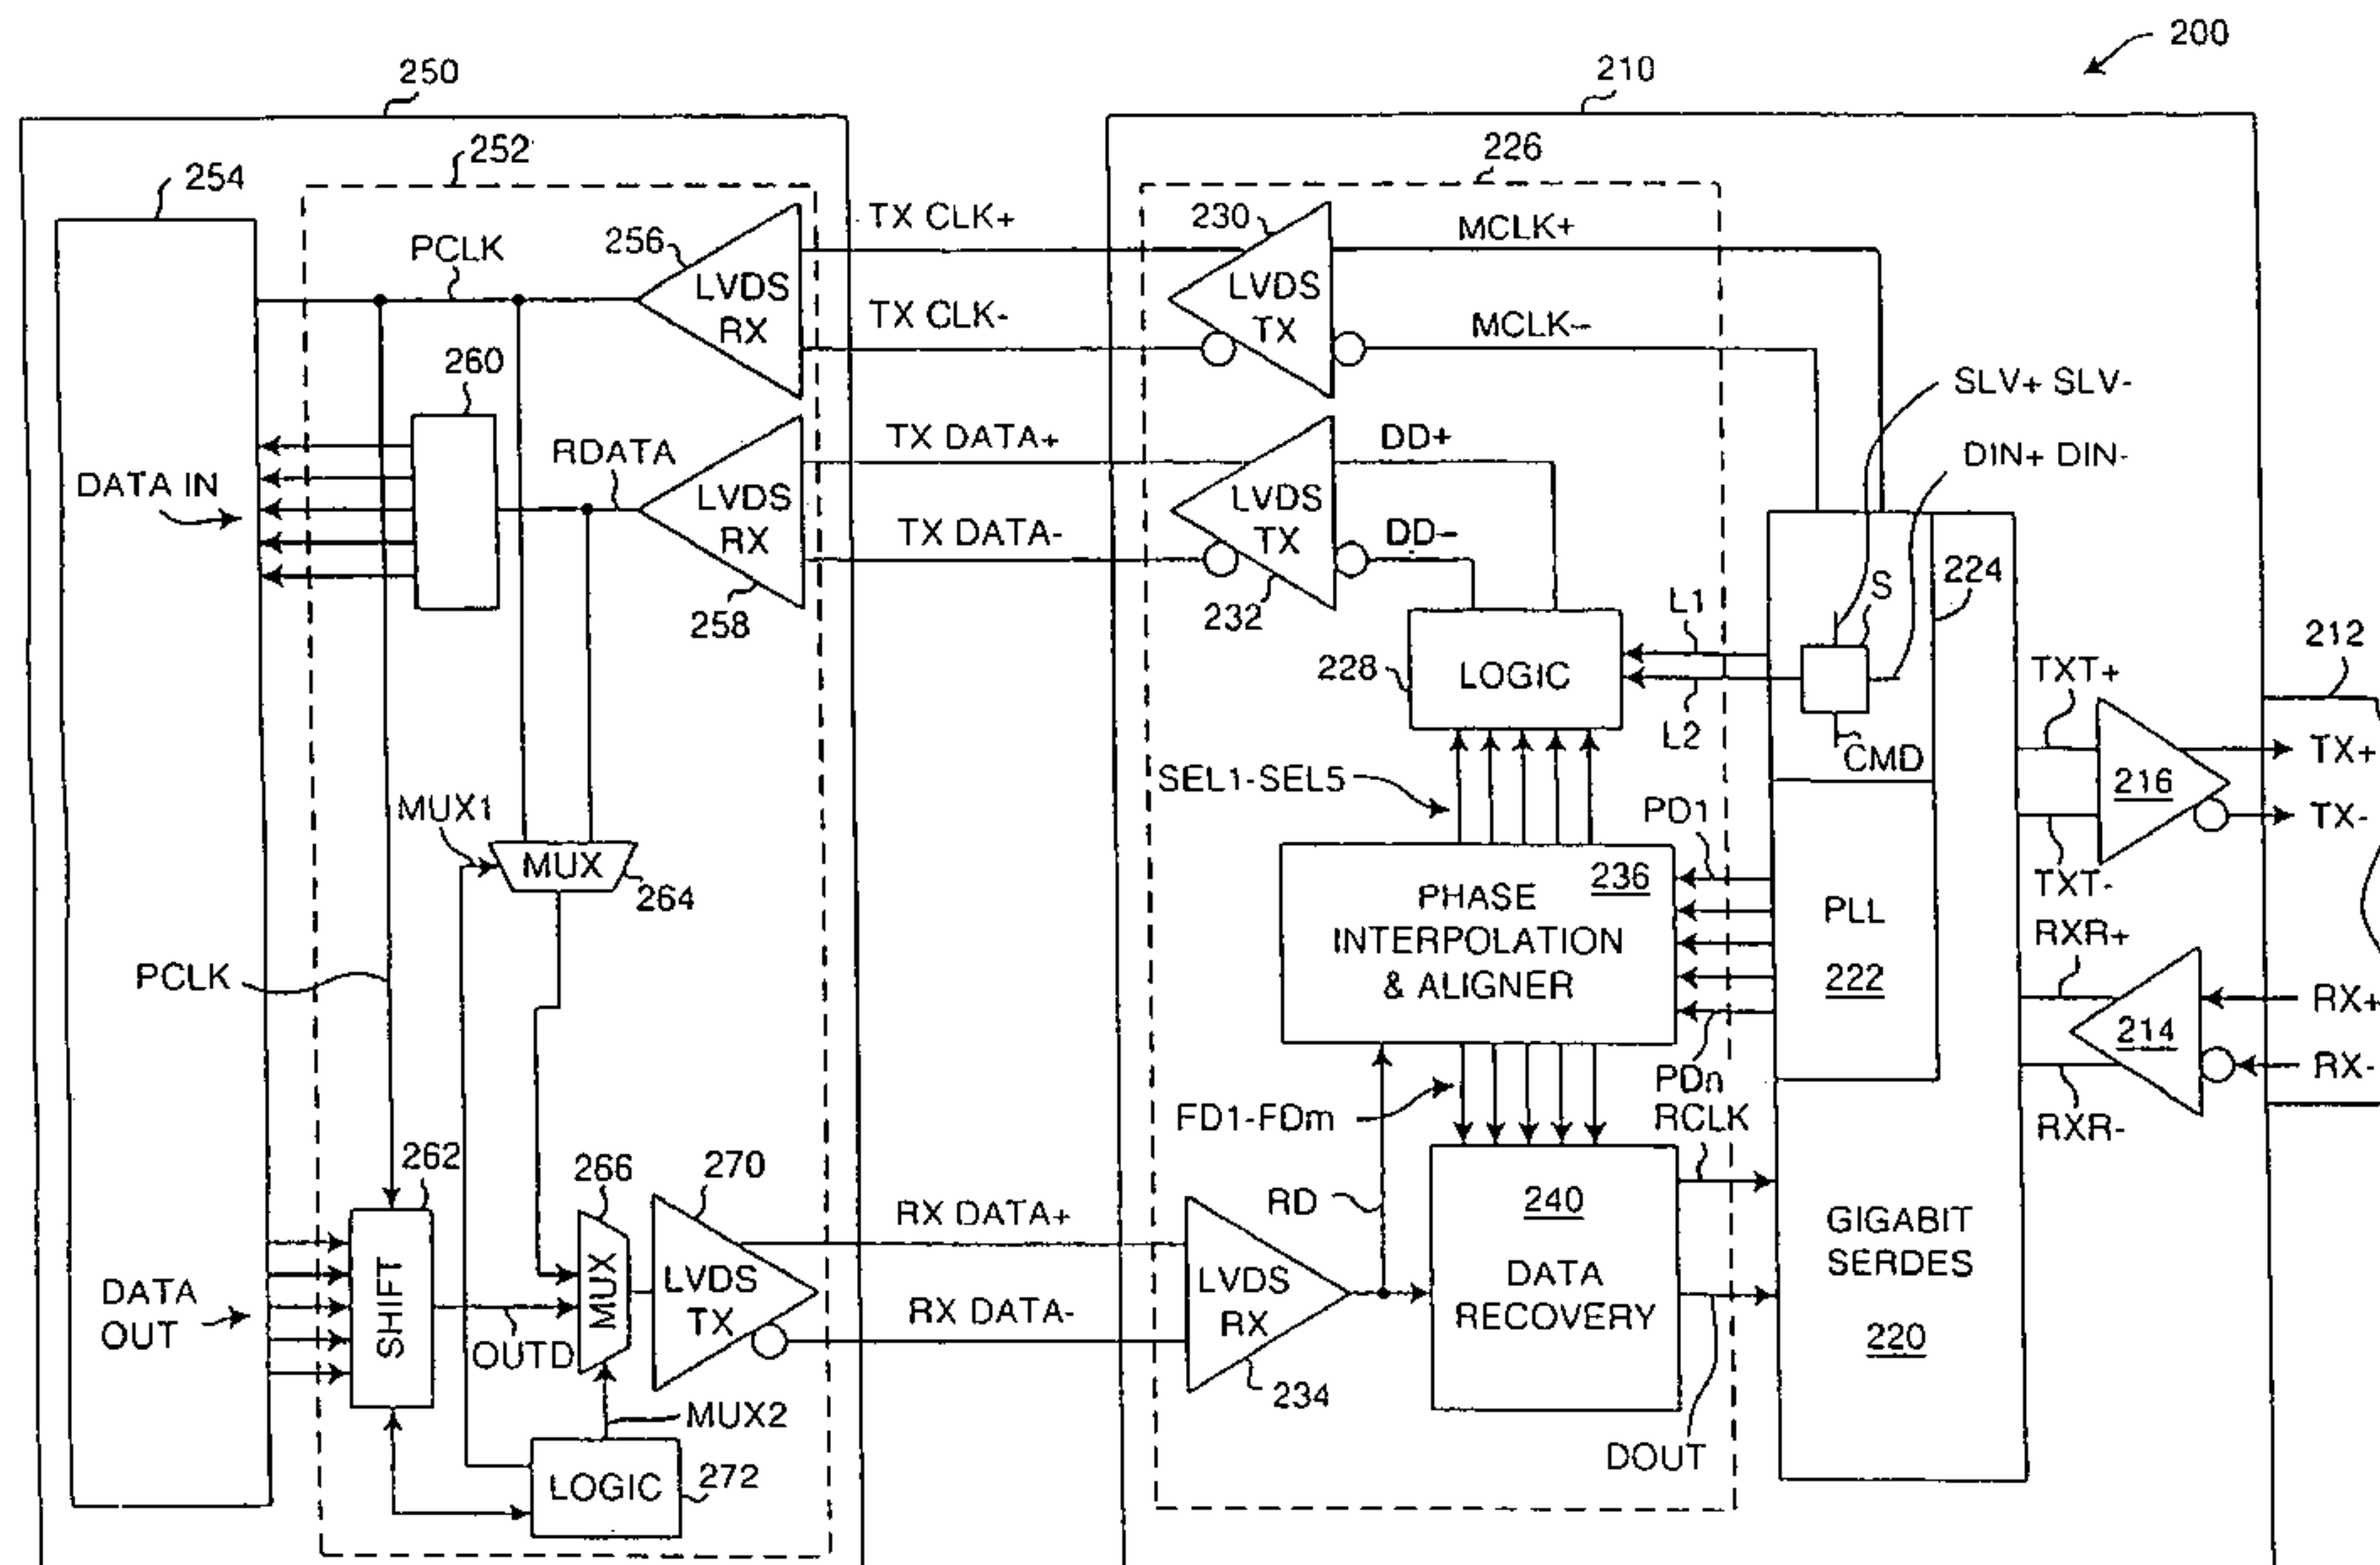 200
250
210
252
226
254
TX CLK+
230
MCLK+
PCLK
256
LVDS
RX
LVDS
TX
TX CLK-
MCLK-
260
SLV+ SLV-
TX DATA+
DD+
DIN+ DIN-
RDATA
DATA IN
LVDS
RX
LVDS
TX
TX DATA-
DD-
258
232
L1
S
224
212
228
LOGIC
TXT+
L2
CMD
TX+
SEL1-SEL5
216
MUX1
PD1
TX-
MUX
264
236
PHASE
INTERPOLATION
& ALIGNER
TXT-
PLL
222
RXR+
PCLK
RX+
214
RX-
PDn
FD1-FDm
RCLK
RXR-
262
266
270
RD
240
DATA
RECOVERY
RX DATA+
GIGABIT
SERDES
220
SHIFT
MUX
LVDS
TX
LVDS
RX
DATA
OUT
RX DATA-
OUTD
234
MUX2
DOUT
LOGIC
272